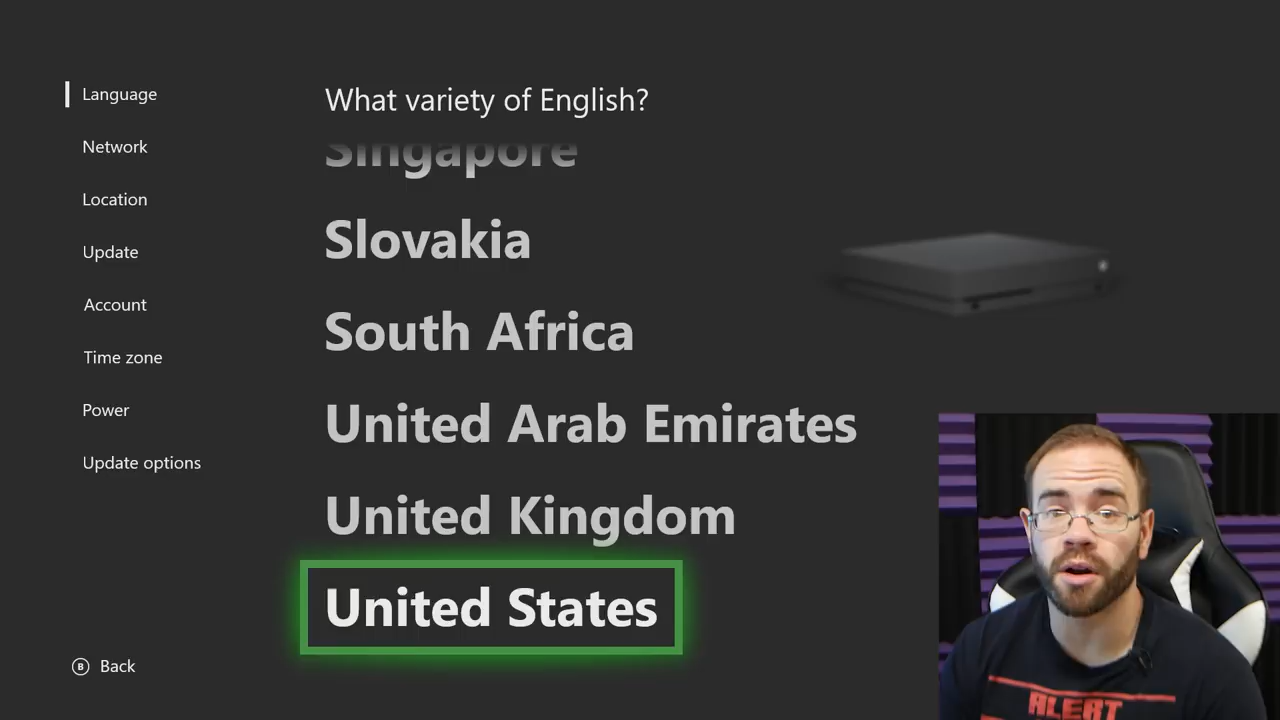 Language
Network
Location
Update
Account
Time zone
Power
Update options
What variety of English?
Singapore
Slovakia
South Africa
United Arab Emirates
United Kingdom
United States
B Back
ALERT